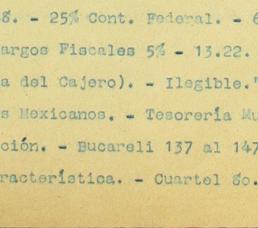 8. - 25% Cont. Federal. - 6
argos Fiscales 5% - 13.22.
a del Cajero). - Ilegible."
s Mexicanos. - Tesorería Mu
ción. - Bucareli 137 al 147
racterística. - Cuartel 8o.